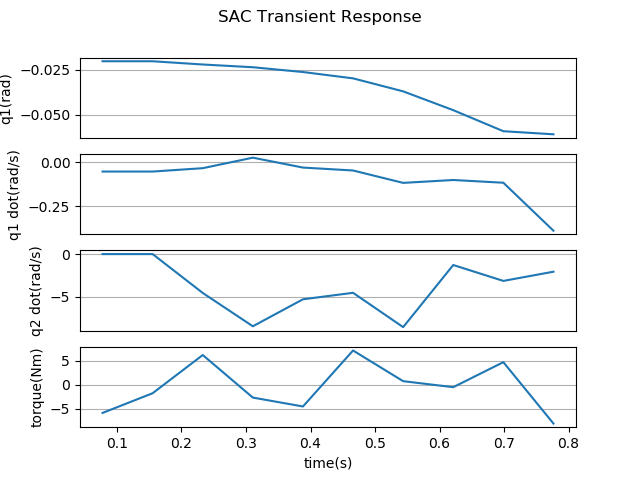 SAC Transient Response
−0.025
−0.050
q1(rad)
0.00
−0.25
q1 dot(rad/s)
0
−5
q2 dot(rad/s)
5
0
−5
torque(Nm)
0.1 0.2 0.3 0.4 0.5 0.6 0.7 0.8
time(s)